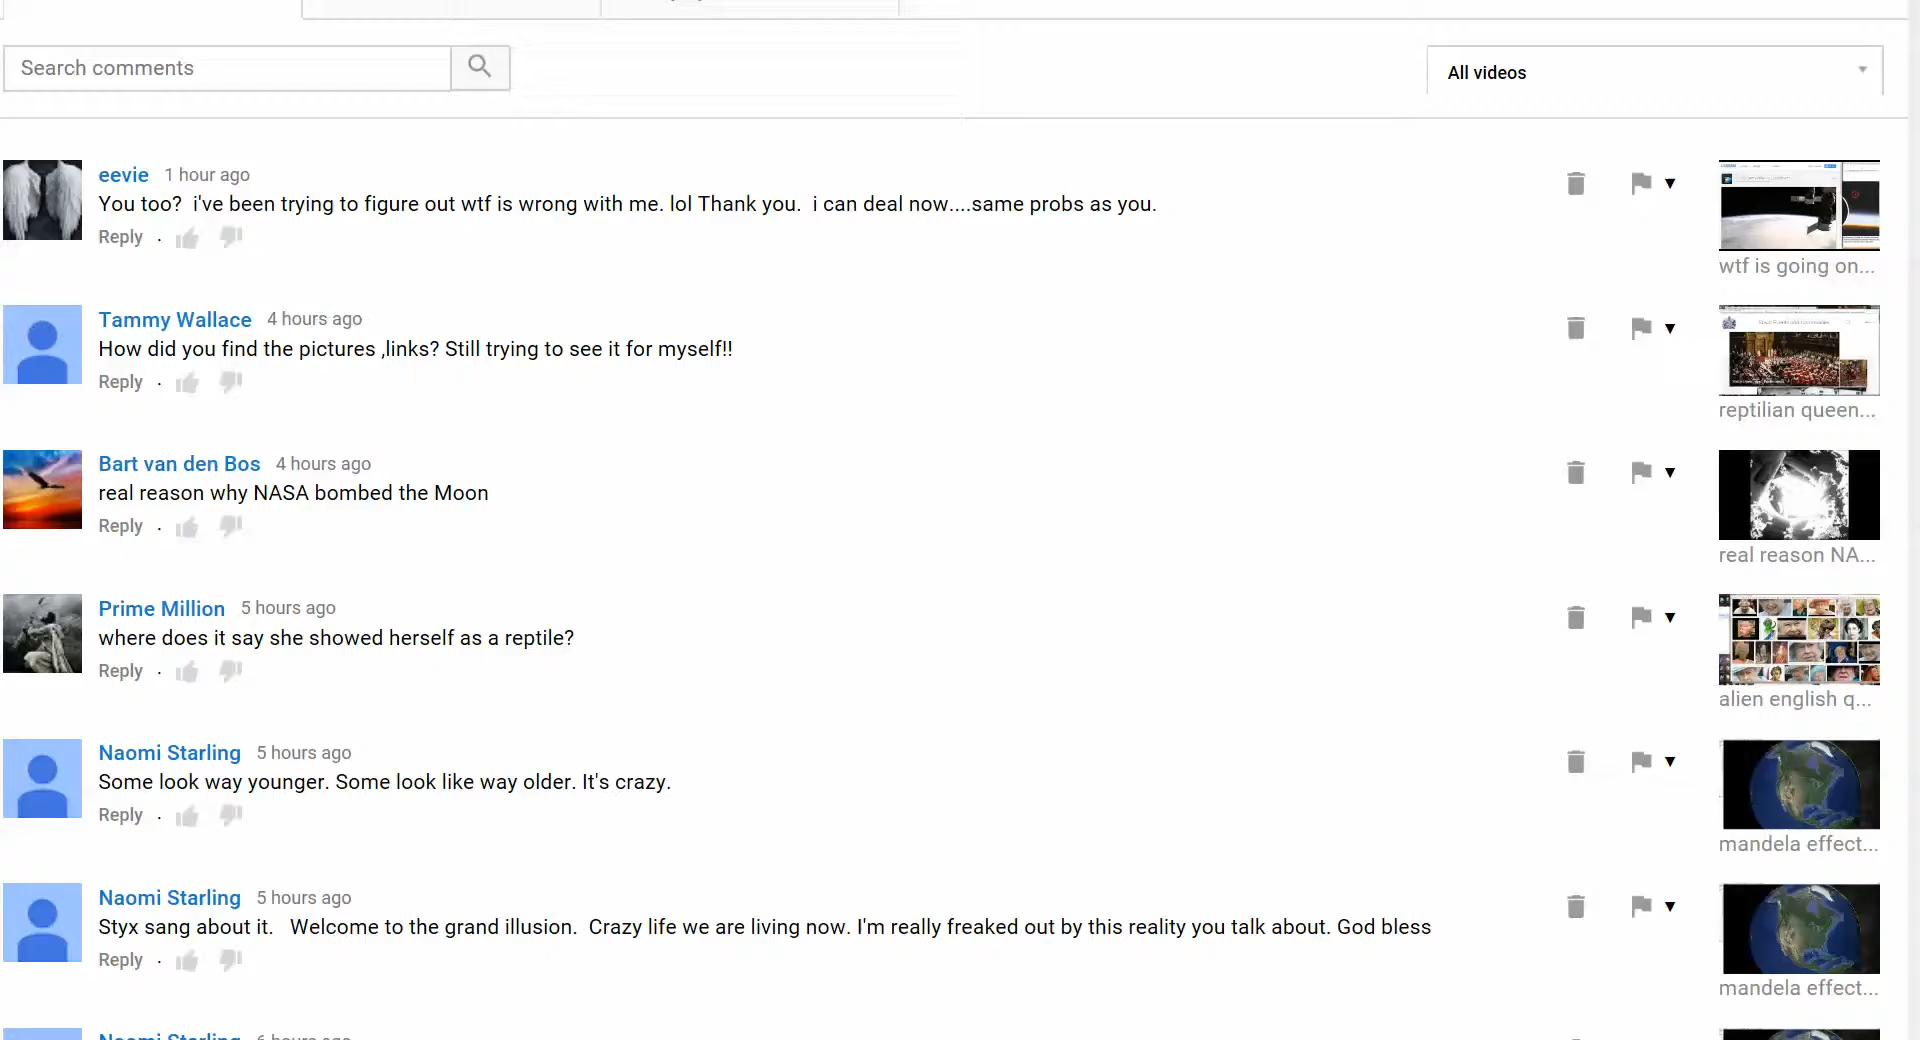 Search comments
All videos
eevie 1 hour ago
You too?  i've been trying to figure out wtf is wrong with me. lol Thank you.  i can deal now....same probs as you.
Reply .
wtf is going on...
Tammy Wallace 4 hours ago
How did you find the pictures ,links? Still trying to see it for myself!!
Reply .
reptilian queen...
Bart van den Bos 4 hours ago
real reason why NASA bombed the Moon
Reply .
real reason NA...
Prime Million 5 hours ago
where does it say she showed herself as a reptile?
Reply .
alien english q...
Naomi Starling 5 hours ago
Some look way younger. Some look like way older. It's crazy.
Reply .
mandela effect...
Naomi Starling 5 hours ago
Styx sang about it.   Welcome to the grand illusion.  Crazy life we are living now. I'm really freaked out by this reality you talk about. God bless
Reply .
mandela effect...
Naomi Starling 6 hours ago